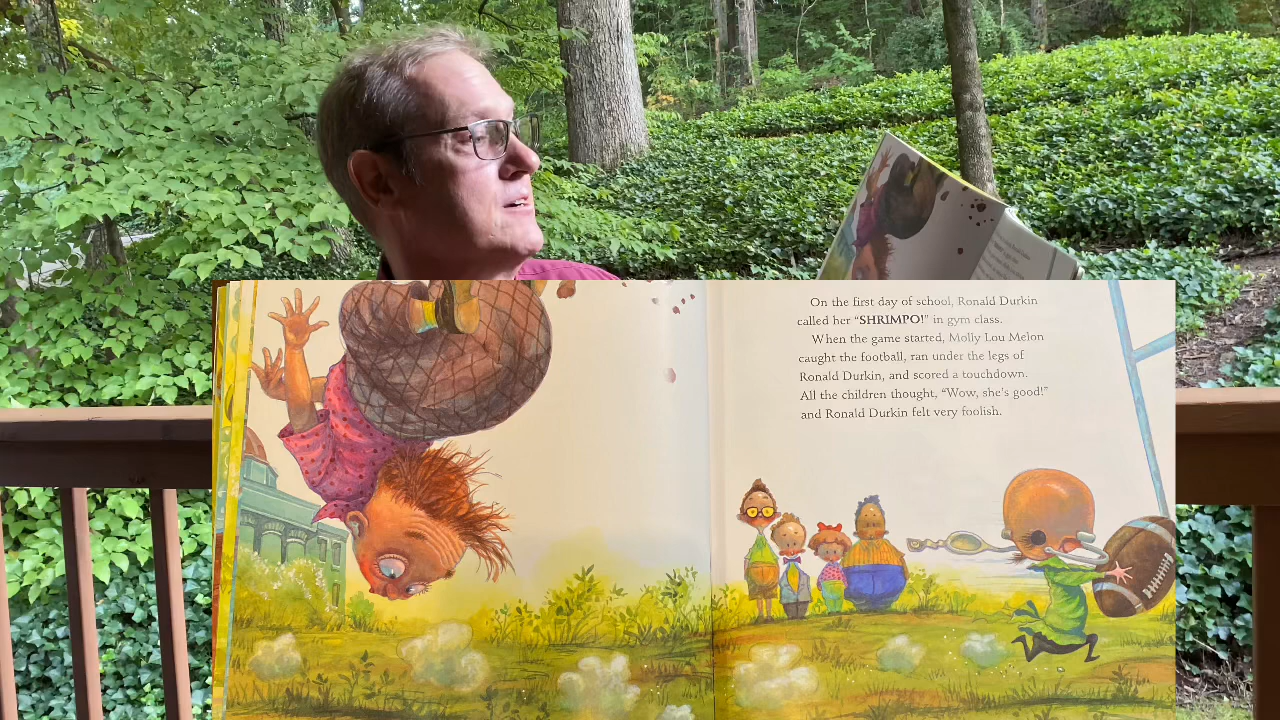 On the first day of school, Ronald Durkin
called her “SHRIMPO!” in gym class.
When the game started, Molly Lou Melon
caught the football, ran under the legs of
Ronald Durkin, and scored a touchdown.
All the children thought, “Wow, she’s good!”
and Ronald Durkin felt very foolish.